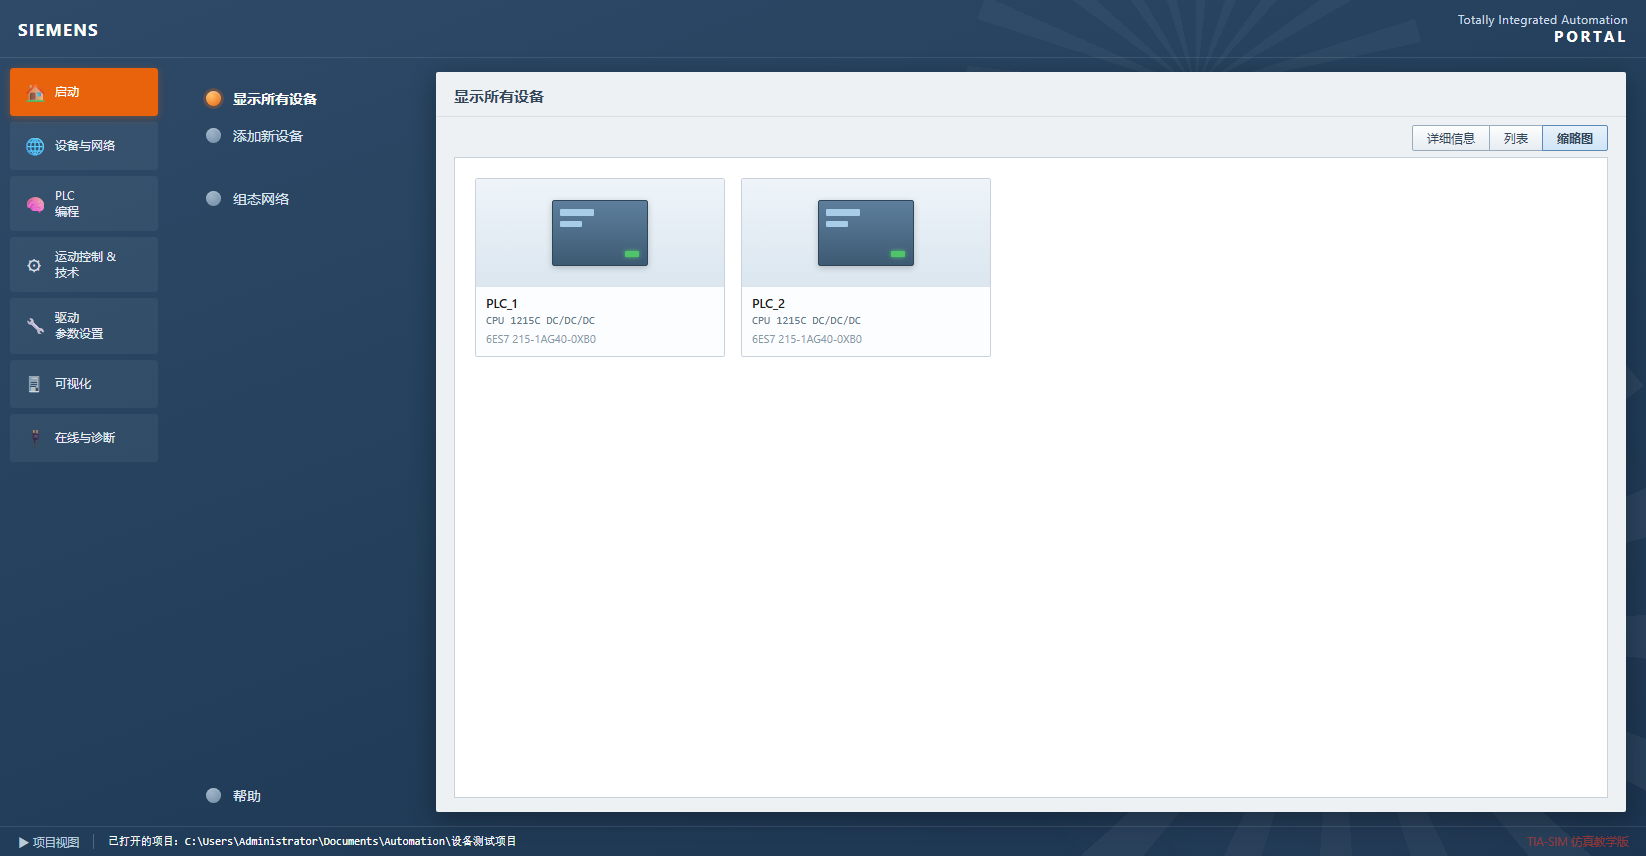 SIEMENS
Totally Integrated Automation
PORTAL
启动
设备与网络
PLC
编程
运动控制 &
技术
驱动
参数设置
可视化
在线与诊断
显示所有设备
添加新设备
组态网络
帮助
显示所有设备
详细信息
列表
缩略图
PLC_1
CPU 1215C DC/DC/DC
6ES7 215-1AG40-0XB0
PLC_2
CPU 1215C DC/DC/DC
6ES7 215-1AG40-0XB0
▶ 项目视图
已打开的项目: C:\Users\Administrator\Documents\Automation\设备测试项目
TIA-SIM 仿真教学版